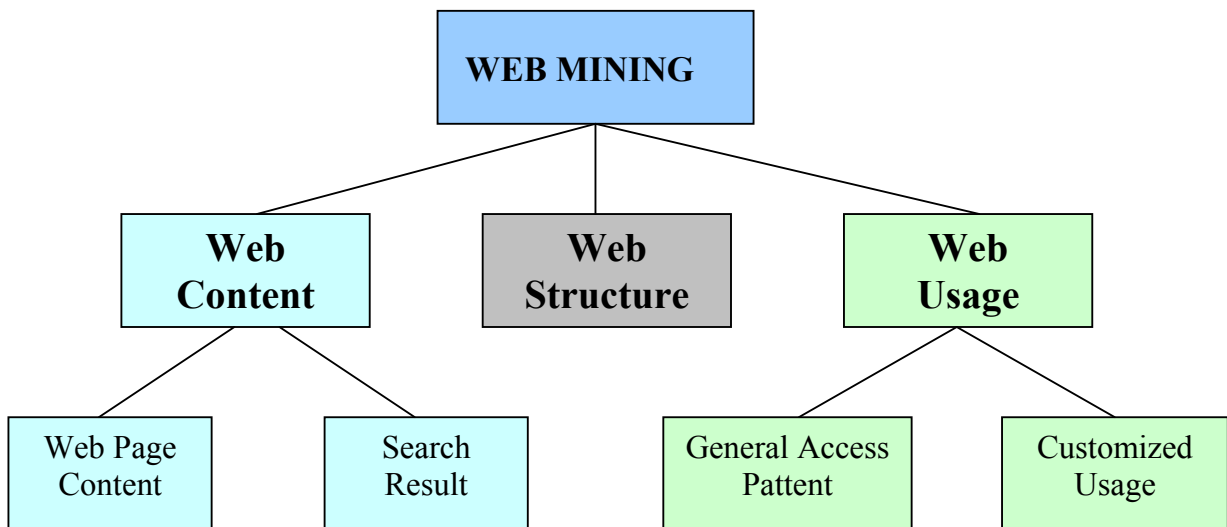 WEB MINING
Web
Content
Web
Structure
Web
Usage
Web Page
Content
Search
Result
General Access
Pattent
Customized
Usage